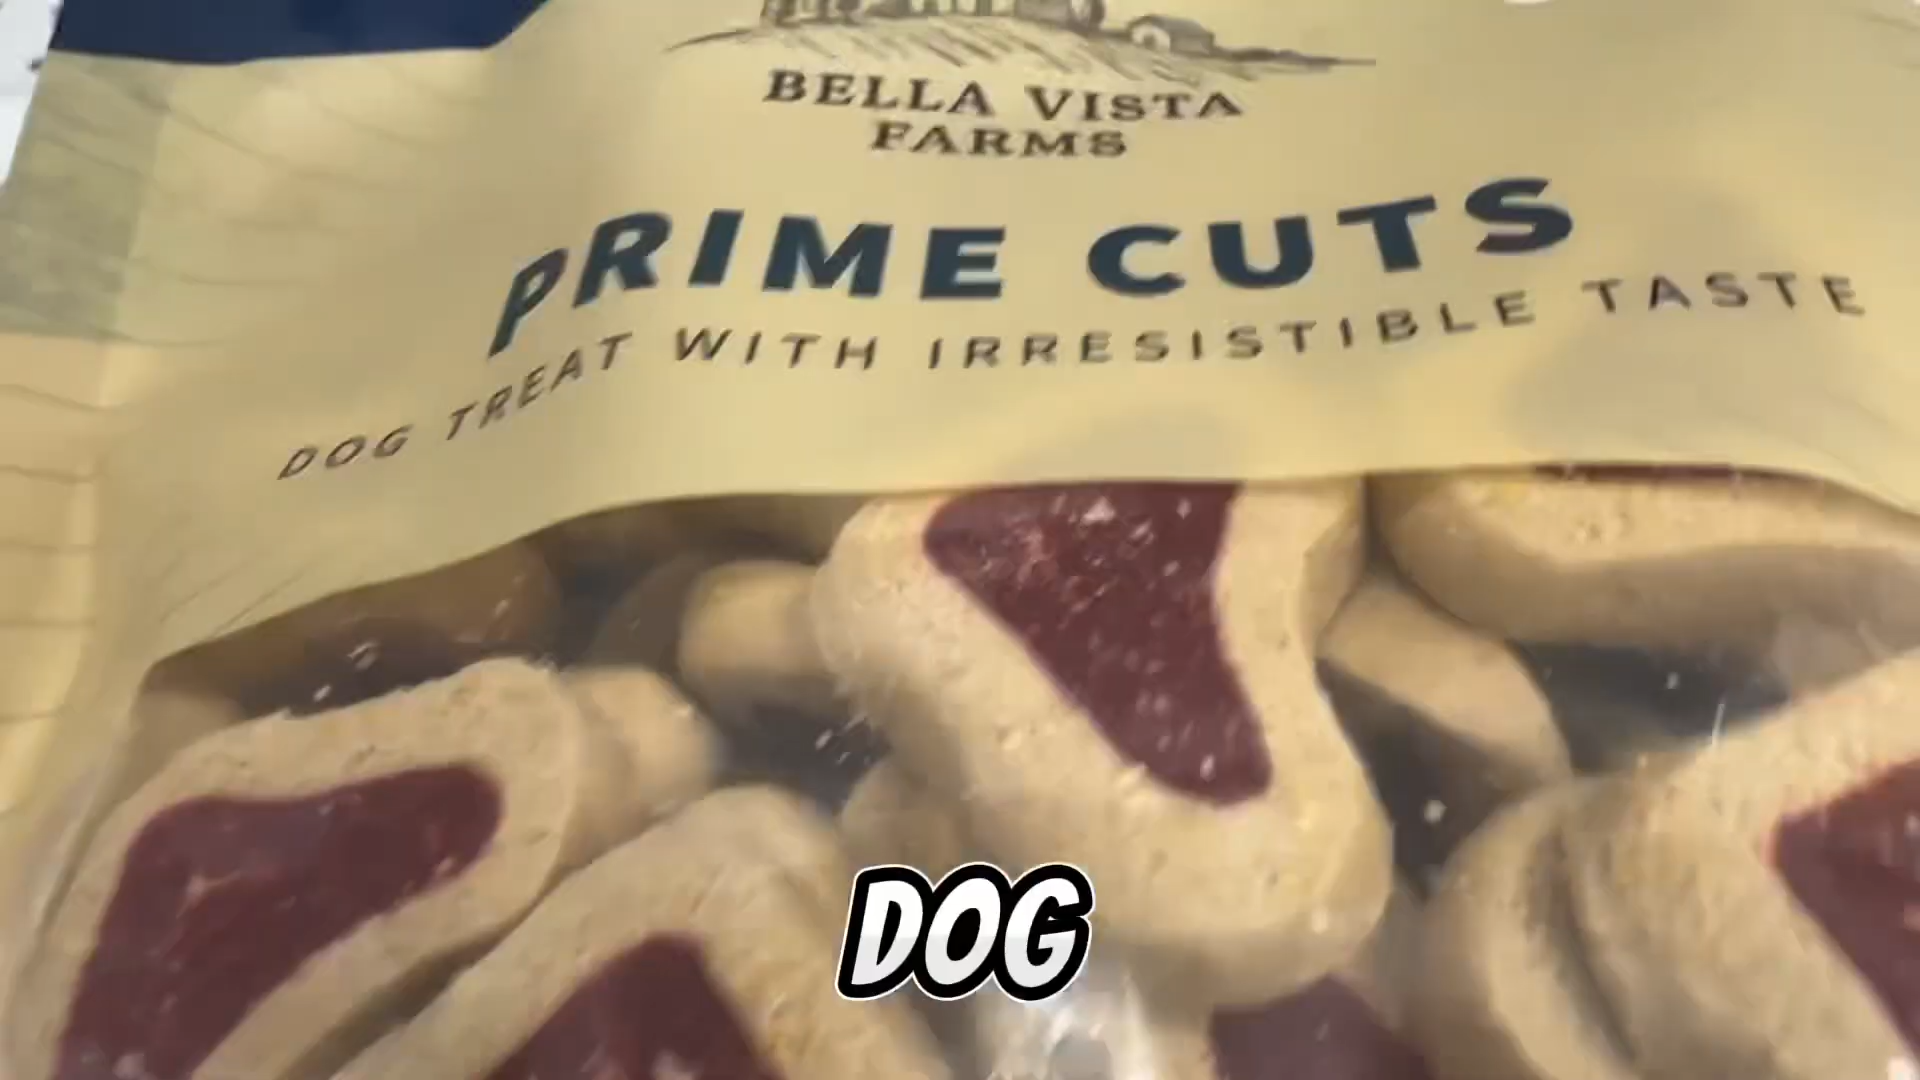 BELLA VISTA
FARMS
PRIME CUTS
DOG TREAT WITH IRRESISTIBLE TASTE
DOG